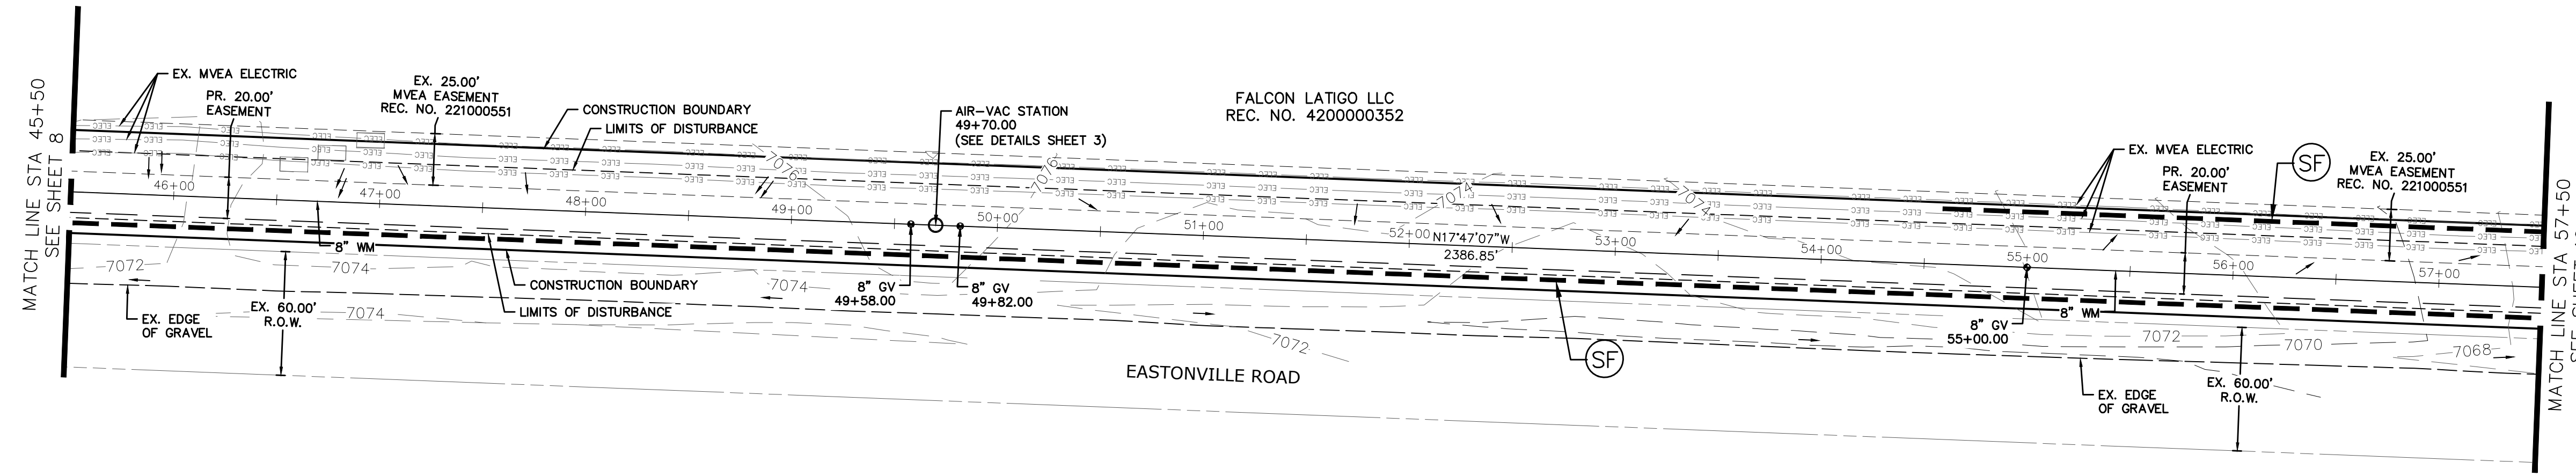 MATCH LINE STA 45+50
SEE SHEET 8
EX. MVEA ELECTRIC
PR. 20.00'
EASEMENT
EX. 25.00'
MVEA EASEMENT
REC. NO. 221000551
CONSTRUCTION BOUNDARY
LIMITS OF DISTURBANCE
AIR-VAC STATION
49+70.00
(SEE DETAILS SHEET 3)
FALCON LATIGO LLC
REC. NO. 4200000352
EX. MVEA ELECTRIC
PR. 20.00'
EASEMENT
SF
EX. 25.00'
MVEA EASEMENT
REC. NO. 221000551
ELEC
7076
7076
7074
7074
46+00
47+00
48+00
49+00
50+00
51+00
52+00
53+00
54+00
55+00
56+00
57+00
N17°47'07"W
2386.85'
8" WM
7072
7074
7074
7074
EX. EDGE
OF GRAVEL
EX. 60.00'
R.O.W.
CONSTRUCTION BOUNDARY
LIMITS OF DISTURBANCE
8" GV
49+58.00
8" GV
49+82.00
7072
SF
8" GV
55+00.00
8" WM
7072
7070
7068
EASTONVILLE ROAD
EX. EDGE
OF GRAVEL
EX. 60.00'
R.O.W.
MATCH LINE STA 57+50